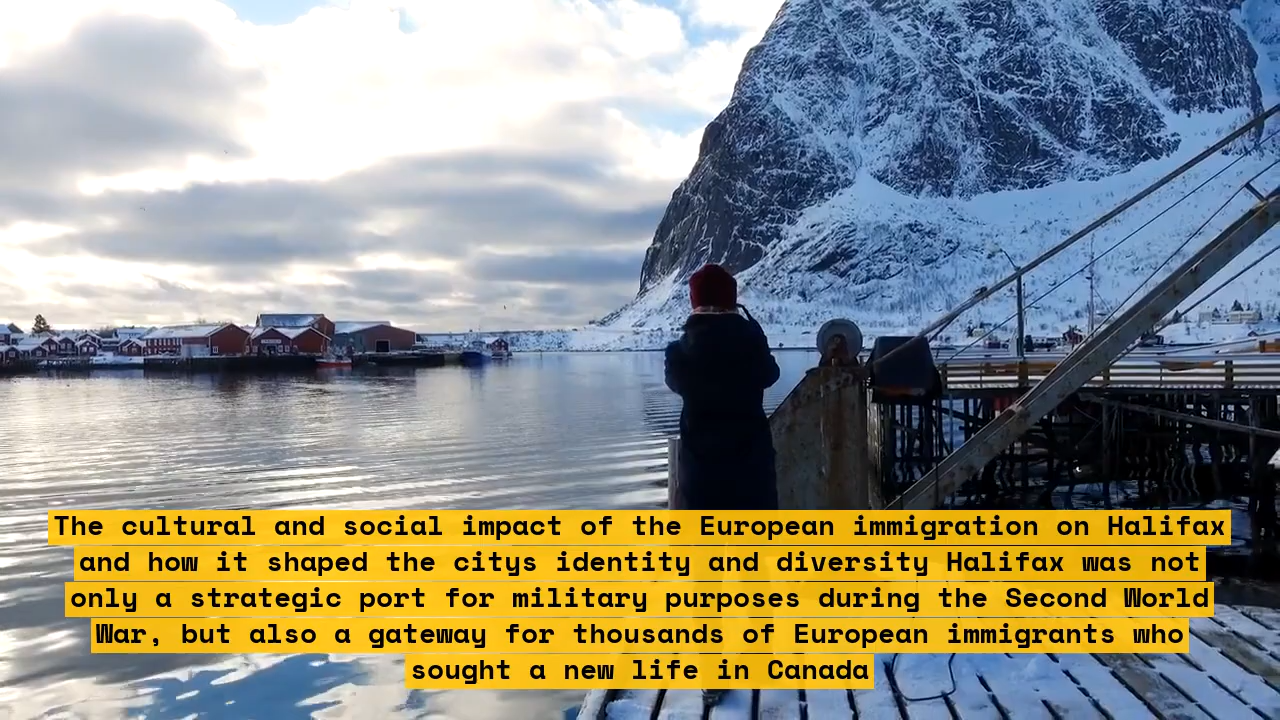 The cultural and social impact of the European immigration on Halifax
and how it shaped the citys identity and diversity Halifax was not
only a strategic port for military purposes during the Second World
War, but also a gateway for thousands of European immigrants who
sought a new life in Canada